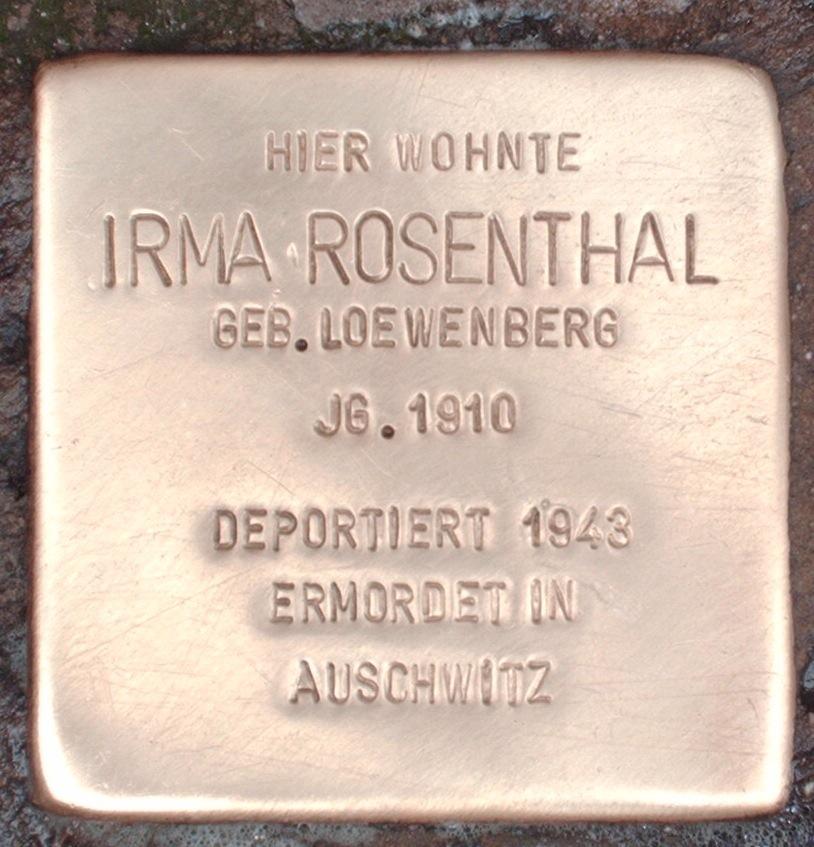 HIER WOHNTE
IRMA ROSENTHAL
GEB. LOEWENBERG
JG. 1910
DEPORTIERT 1943
ERMORDET IN
AUSCHWITZ